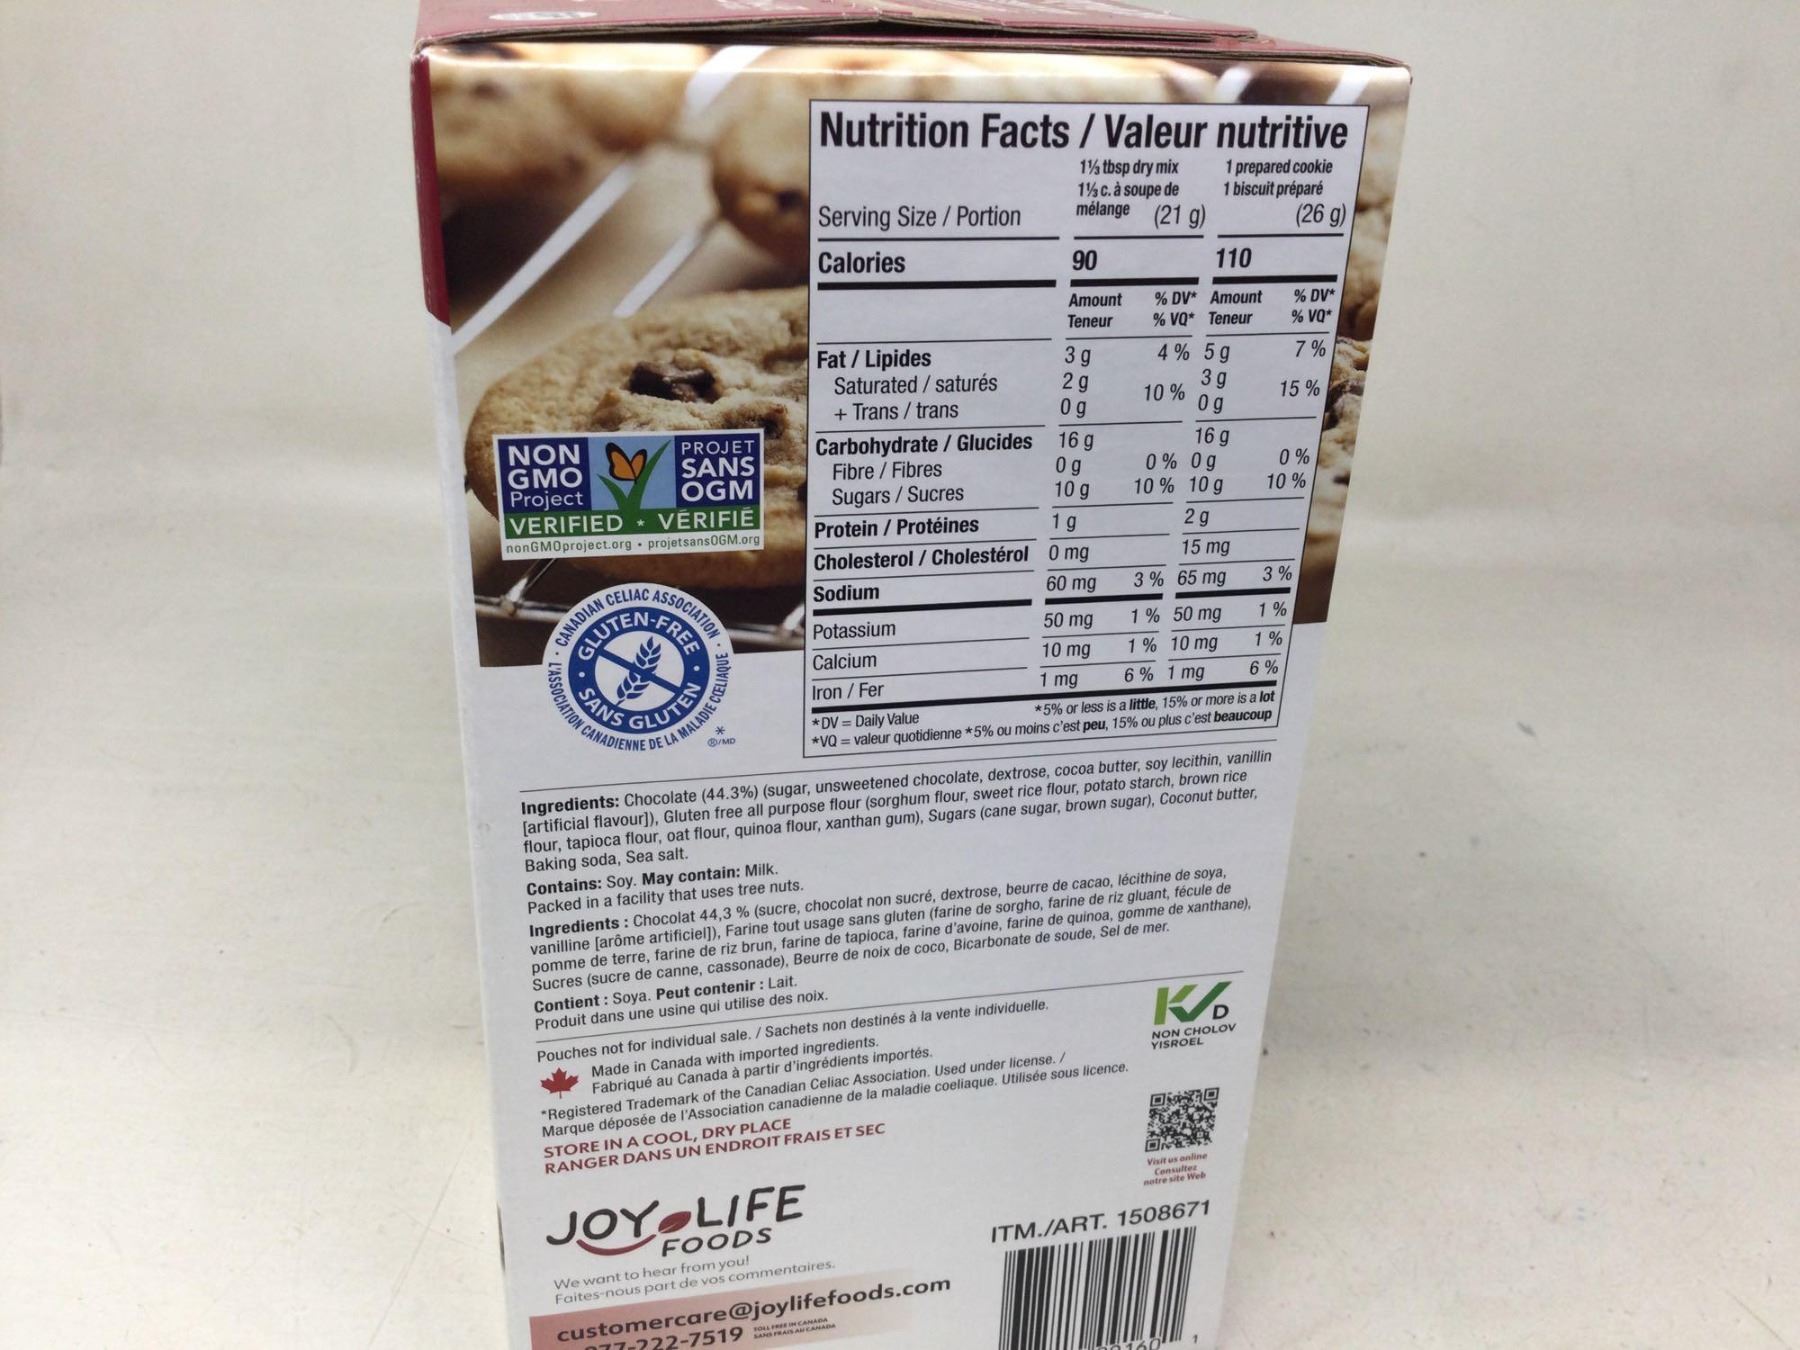 Nutrition Facts / Valeur nutritive
1⅓ tbsp dry mix 1 prepared cookie
1⅓ c. à soupe de 1 biscuit préparé
mélange
Serving Size / Portion (21 g) (26 g)
Calories 90 110
Amount % DV* Amount % DV*
Teneur % VQ* Teneur % VQ*
Fat / Lipides 3 g 4 % 5 g 7 %
Saturated / saturés 2 g 3 g
10 % 15 %
+ Trans / trans 0 g 0 g
Carbohydrate / Glucides 16 g 16 g
Fibre / Fibres 0 g 0 % 0 g 0 %
Sugars / Sucres 10 g 10 % 10 g 10 %
Protein / Protéines 1 g 2 g
Cholesterol / Cholestérol 0 mg 15 mg
Sodium 60 mg 3 % 65 mg 3 %
Potassium 50 mg 1 % 50 mg 1 %
Calcium 10 mg 1 % 10 mg 1 %
Iron / Fer 1 mg 6 % 1 mg 6 %
*DV = Daily Value *5% or less is a little, 15% or more is a lot
*VQ = valeur quotidienne *5% ou moins c'est peu, 15% ou plus c'est beaucoup
NON PROJET
GMO SANS
Project OGM
VERIFIED * VÉRIFIÉ
nonGMOproject.org • projetsansOGM.org
CANADIAN CELIAC ASSOCIATION
GLUTEN-FREE
SANS GLUTEN
L'ASSOCIATION CANADIENNE DE LA MALADIE CŒLIAQUE
*
®/MD
Ingredients: Chocolate (44.3%) (sugar, unsweetened chocolate, dextrose, cocoa butter, soy lecithin, vanillin
[artificial flavour]), Gluten free all purpose flour (sorghum flour, sweet rice flour, potato starch, brown rice
flour, tapioca flour, oat flour, quinoa flour, xanthan gum), Sugars (cane sugar, brown sugar), Coconut butter,
Baking soda, Sea salt.
Contains: Soy. May contain: Milk.
Packed in a facility that uses tree nuts.
Ingredients : Chocolat 44,3 % (sucre, chocolat non sucré, dextrose, beurre de cacao, lécithine de soya,
vanilline [arôme artificiel]), Farine tout usage sans gluten (farine de sorgho, farine de riz gluant, fécule de
pomme de terre, farine de riz brun, farine de tapioca, farine d'avoine, farine de quinoa, gomme de xanthane),
Sucres (sucre de canne, cassonade), Beurre de noix de coco, Bicarbonate de soude, Sel de mer.
Contient : Soya. Peut contenir : Lait.
Produit dans une usine qui utilise des noix.
Pouches not for individual sale. / Sachets non destinés à la vente individuelle.
Made in Canada with imported ingredients.
Fabriqué au Canada à partir d'ingrédients importés.
*Registered Trademark of the Canadian Celiac Association. Used under license. /
Marque déposée de l'Association canadienne de la maladie coeliaque. Utilisée sous licence.
STORE IN A COOL, DRY PLACE
RANGER DANS UN ENDROIT FRAIS ET SEC
K D
NON CHOLOV
YISROEL
Visit us online
Consultez
notre site Web
JOY LIFE
FOODS
We want to hear from you!
Faites-nous part de vos commentaires.
customercare@joylifefoods.com
77-222-7519 TOLL FREE IN CANADA
SANS FRAIS AU CANADA
ITM./ART. 1508671
1